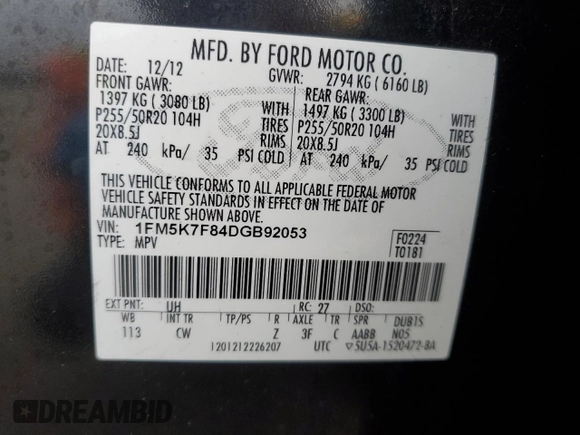 MFD. BY FORD MOTOR CO.
DATE: 12/12 GVWR: 2794 KG ( 6160 LB)
FRONT GAWR: REAR GAWR:
1397 KG ( 3080 LB) 1497 KG ( 3300 LB)
P255/50R20 104H TIRES P255/50R20 104H TIRES
20X8.5J RIMS 20X8.5J RIMS
AT 240 kPa/ 35 PSI COLD AT 240 kPa/ 35 PSI COLD
THIS VEHICLE CONFORMS TO ALL APPLICABLE FEDERAL MOTOR
VEHICLE SAFETY STANDARDS IN EFFECT ON THE DATE OF
MANUFACTURE SHOWN ABOVE.
VIN: 1FM5K7F84DGB92053 F0224
TYPE: MPV T0181
EXT PNT: UH RC: 27 DSO:
WB INT TR TP/PS R AXLE TR SPR DUB1S
113 CW Z 3F C AABB N05
1201212226207 UTC ▽5U5A-1520472-BA
DREAMBID